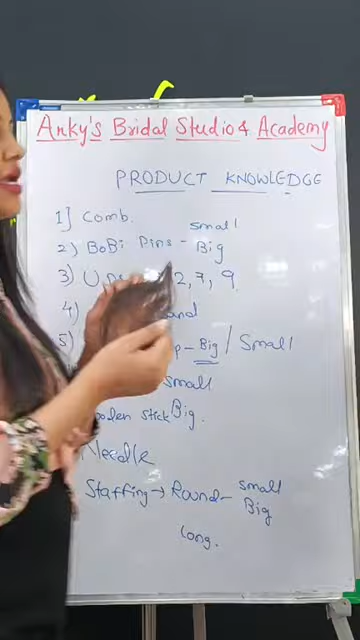 Anky's Bridal Studio & Academy
PRODUCT KNOWLEDGE
1] Comb.
2) BoBi Pins - small
Big
3) 2, 7, 9
4)
5) - Big / Small
small
stick Big.
Needle
Staffing → Round - small
Big
long.